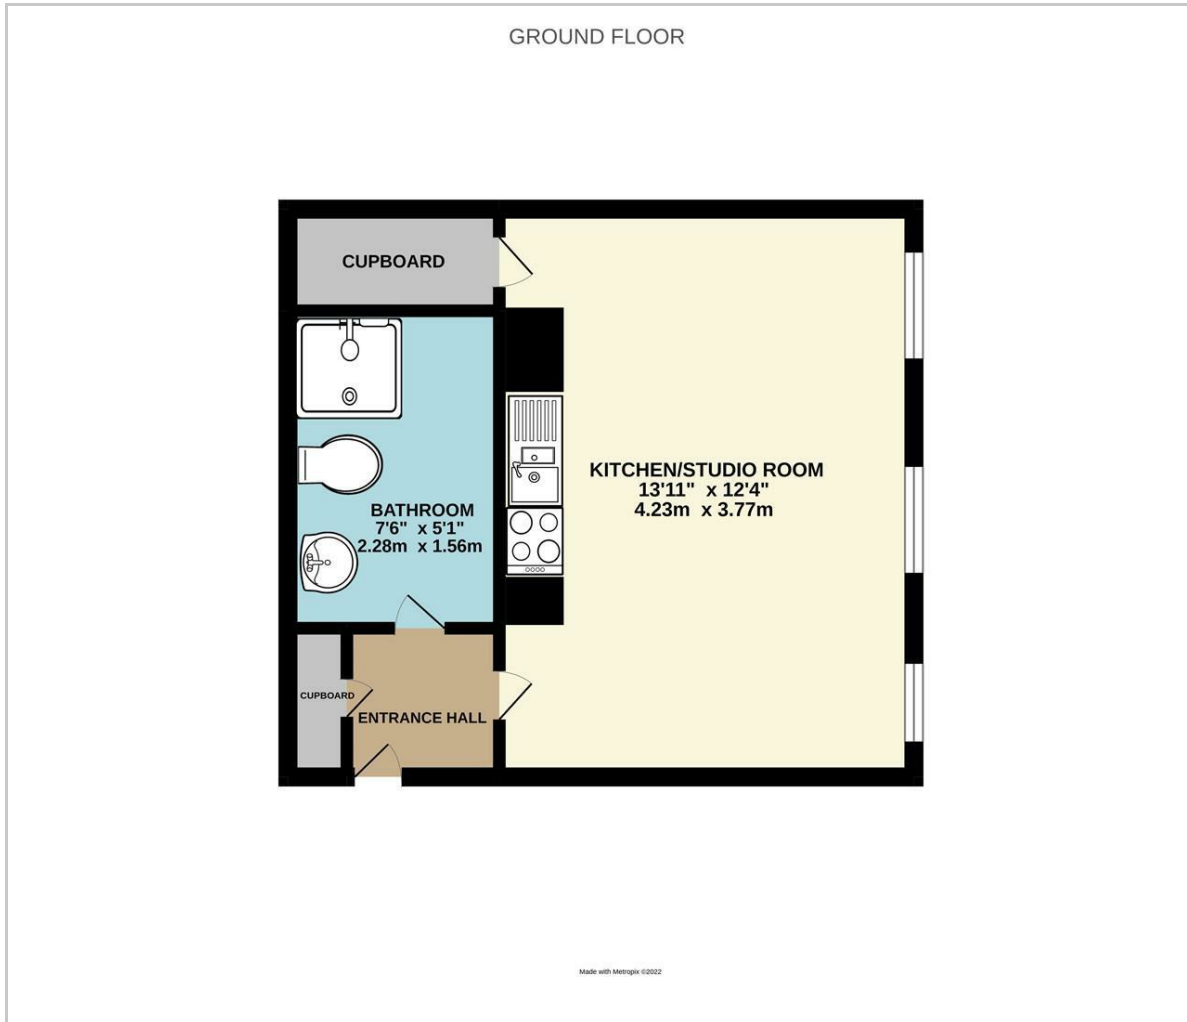 GROUND FLOOR
CUPBOARD
KITCHEN/STUDIO ROOM
13'11" x 12'4"
4.23m x 3.77m
BATHROOM
7'6" x 5'1"
2.28m x 1.56m
CUPBOARD
ENTRANCE HALL
Made with Metropix ©2022